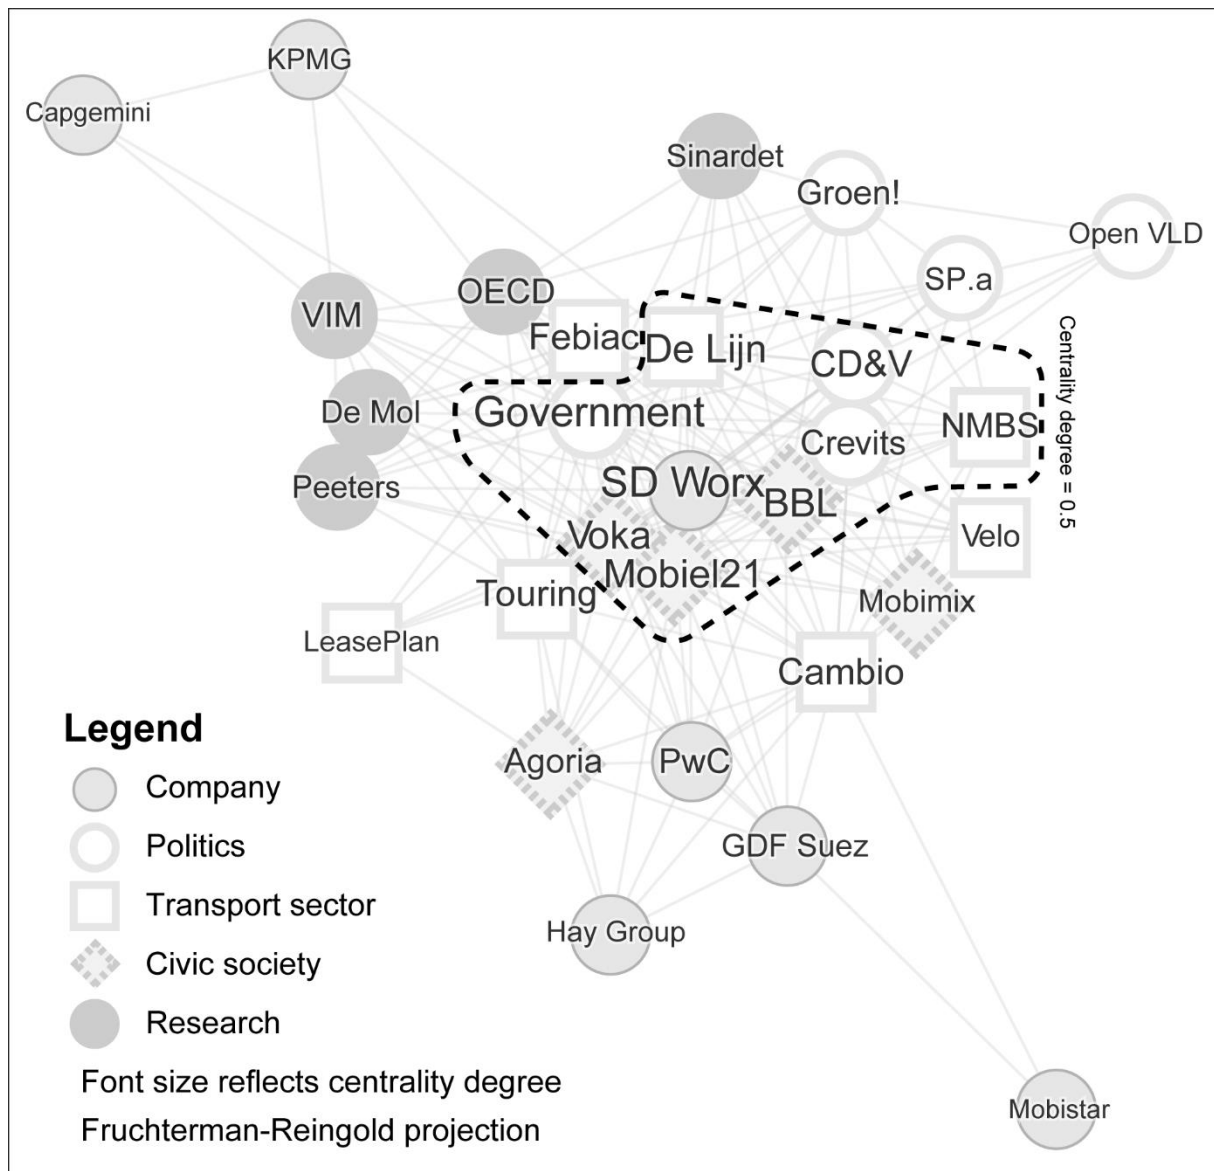 KPMG
Capgemini
Sinardet
Groen!
Open VLD
SP.a
OECD
VIM
Febiac
De Lijn
CD&V
Centrality degree = 0.5
De Mol
Government
Crevits
NMBS
Peeters
SD Worx
BBL
Voka
Velo
Mobiel21
Touring
Mobimix
LeasePlan
Cambio
Agoria
PwC
GDF Suez
Hay Group
Mobistar
Legend
Company
Politics
Transport sector
Civic society
Research
Font size reflects centrality degree
Fruchterman-Reingold projection